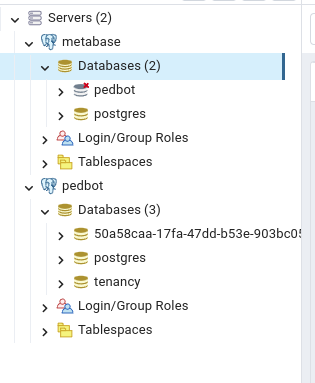 Servers (2)
metabase
Databases (2)
pedbot
postgres
Login/Group Roles
Tablespaces
pedbot
Databases (3)
50a58caa-17fa-47dd-b53e-903bc05
postgres
tenancy
Login/Group Roles
Tablespaces